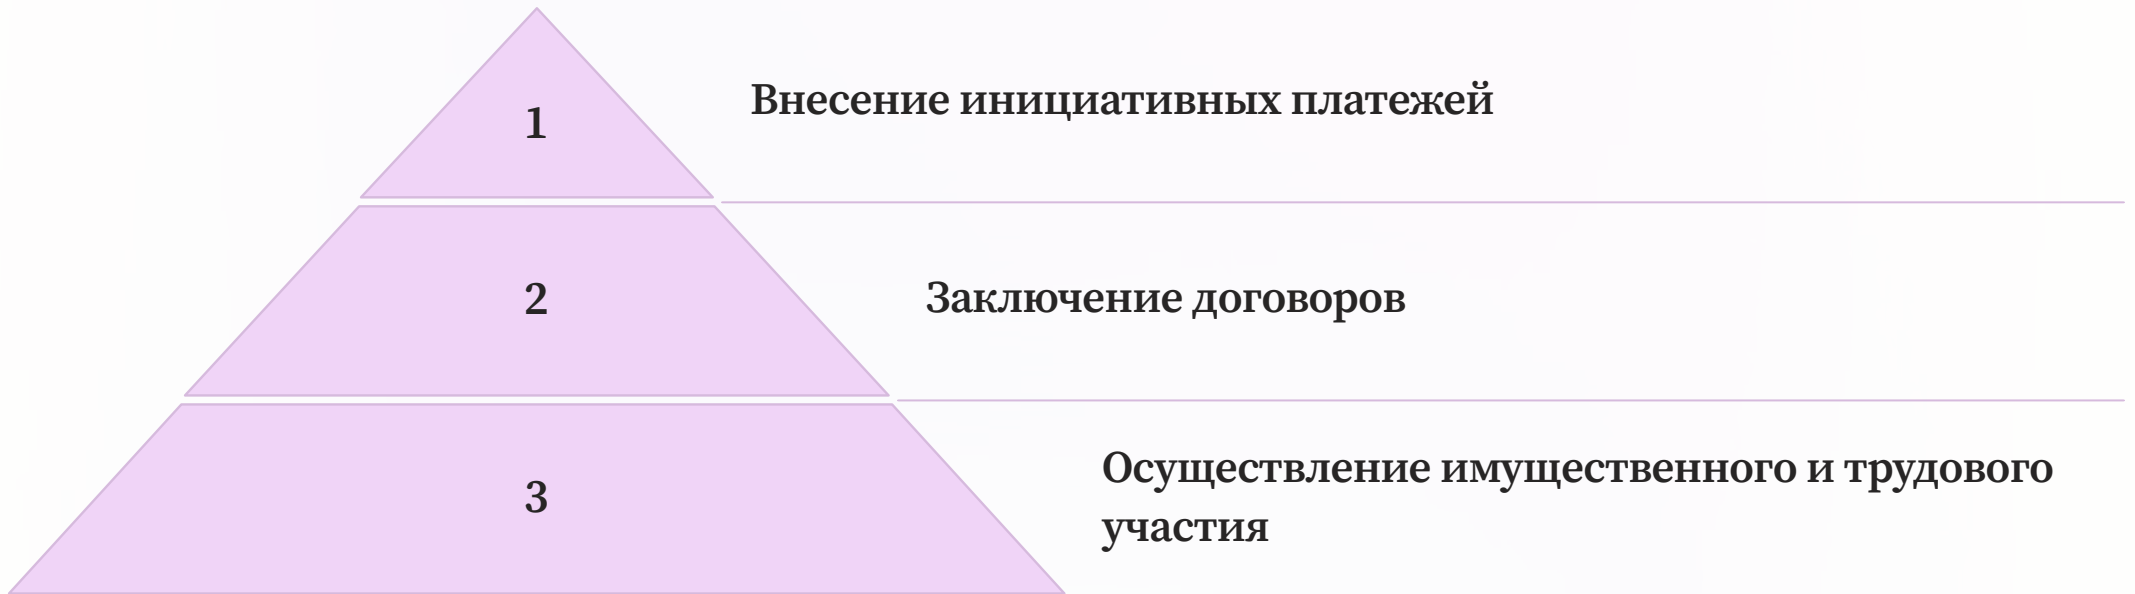 1
Внесение инициативных платежей
2
Заключение договоров
3
Осуществление имущественного и трудового
участия